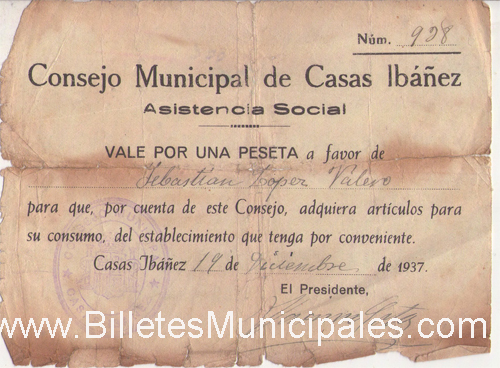 Núm. 928
Consejo Municipal de Casas Ibáñez
Asistencia Social
VALE POR UNA PESETA a favor de
Sebastián Lopez Valero
para que, por cuenta de este Consejo, adquiera artículos para
su consumo, del establecimiento que tenga por conveniente.
Casas Ibáñez 19 de Diciembre de 1937.
El Presidente,
www.BilletesMunicipales.com